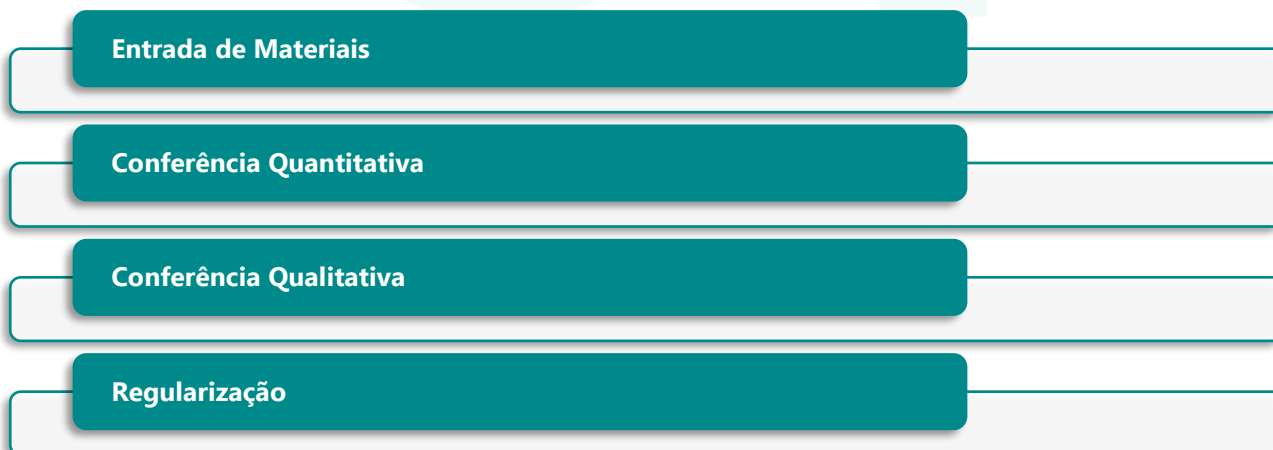 Entrada de Materiais
Conferência Quantitativa
Conferência Qualitativa
Regularização